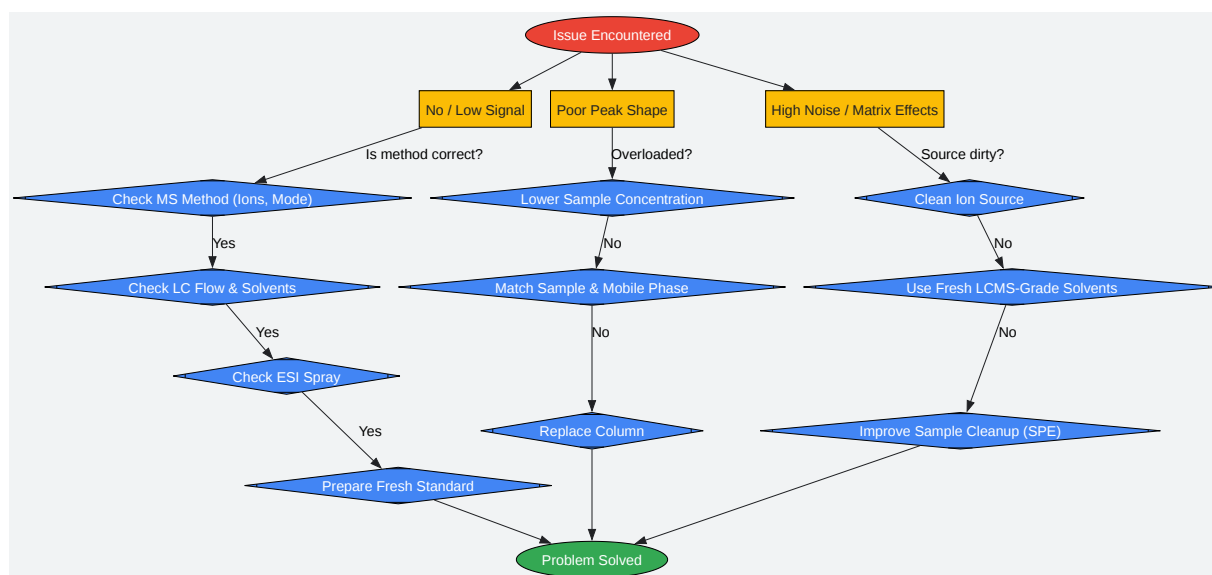 Issue Encountered
No / Low Signal
Poor Peak Shape
High Noise / Matrix Effects
Is method correct?
Overloaded?
Source dirty?
Check MS Method (Ions, Mode)
Lower Sample Concentration
Clean Ion Source
Yes
No
No
Check LC Flow & Solvents
Match Sample & Mobile Phase
Use Fresh LCMS-Grade Solvents
Yes
No
No
Check ESI Spray
Yes
Replace Column
Improve Sample Cleanup (SPE)
Prepare Fresh Standard
Problem Solved